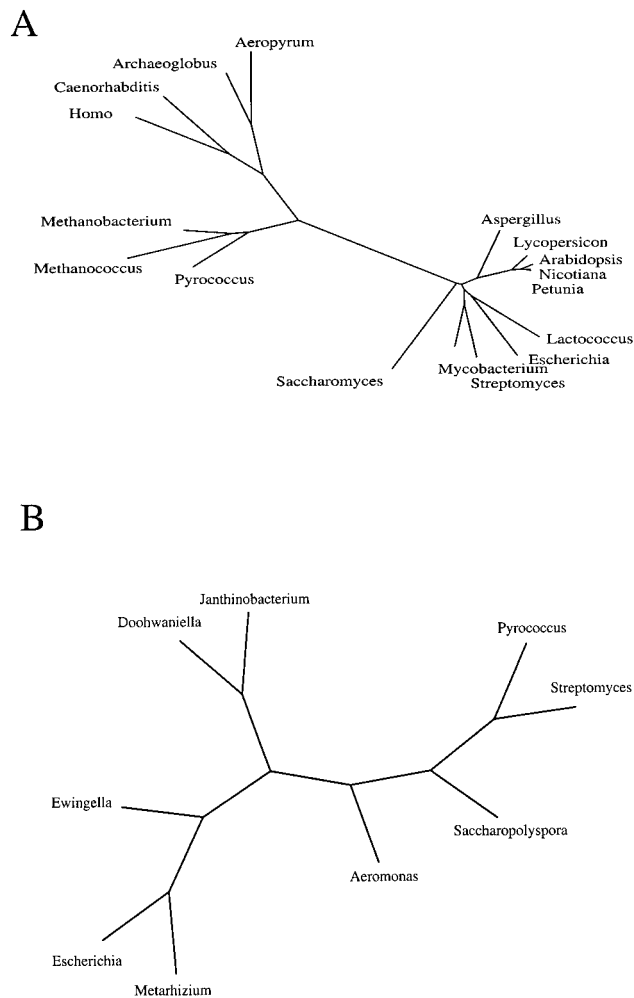 A
Aeropyrum
Archaeoglobus
Caenorhabditis
Homo
Methanobacterium
Methanococcus
Pyrococcus
Aspergillus
Lycopersicon
Arabidopsis
Nicotiana
Petunia
Lactococcus
Escherichia
Mycobacterium
Streptomyces
Saccharomyces
B
Janthinobacterium
Doohwaniella
Pyrococcus
Streptomyces
Ewingella
Saccharopolyspora
Aeromonas
Escherichia
Metarhizium